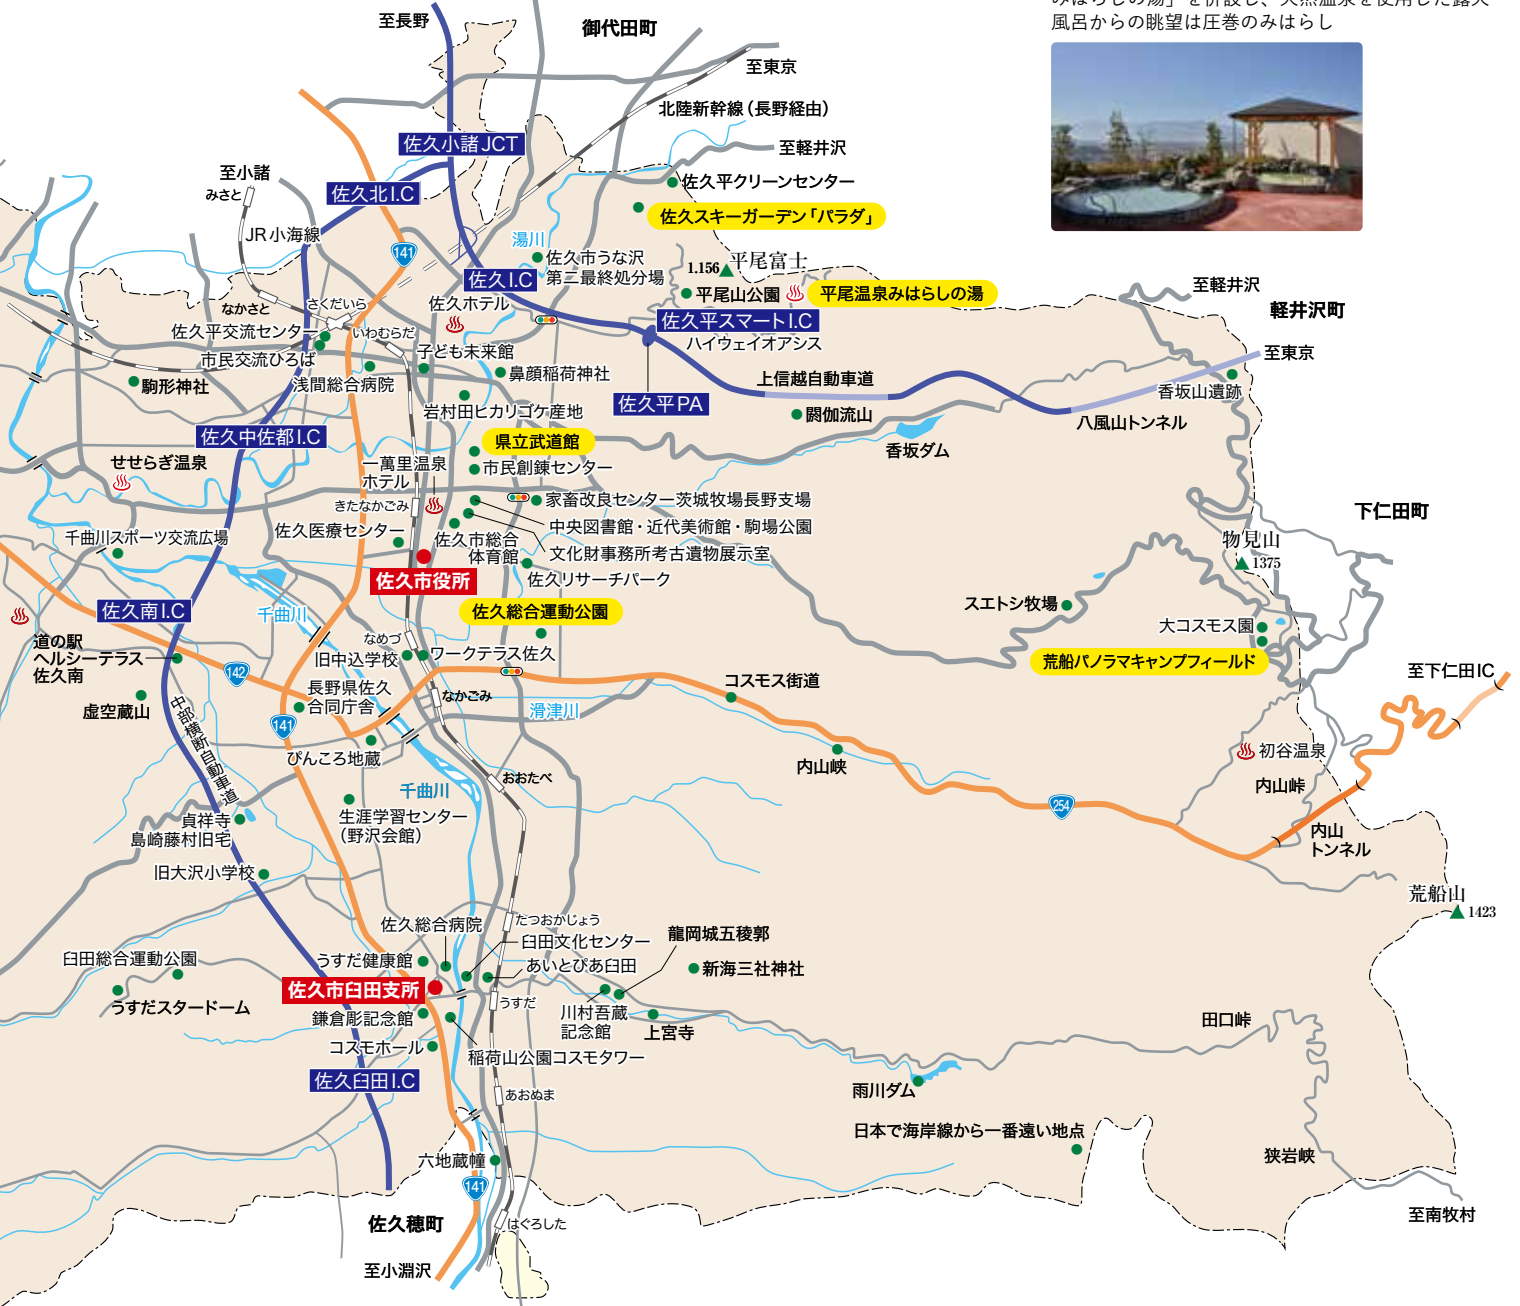 みはらしの湯」を併設し、天然温泉を使用した露天
風呂からの眺望は圧巻のみはらし
至長野
御代田町
至東京
北陸新幹線（長野経由）
佐久小諸JCT
至軽井沢
至小諸
みさと
佐久北I.C
佐久平クリーンセンター
佐久スキーガーデン「パラダ」
JR小海線
141
湯川
佐久市うな沢
第二最終処分場
1.156
平尾富士
佐久I.C
平尾山公園
平尾温泉みはらしの湯
至軽井沢
軽井沢町
なかさと
さくだいら
佐久ホテル
佐久平スマートI.C
ハイウェイオアシス
佐久平交流センター
いわむらだ
市民交流ひろば
子ども未来館
至東京
駒形神社
浅間総合病院
鼻顔稲荷神社
上信越自動車道
香坂山遺跡
岩村田ヒカリゴケ産地
佐久平PA
閼伽流山
八風山トンネル
佐久中佐都I.C
県立武道館
香坂ダム
せせらぎ温泉
一萬里温泉
ホテル
市民創錬センター
きたなかごみ
家畜改良センター茨城牧場長野支場
下仁田町
千曲川スポーツ交流広場
佐久医療センター
佐久市総合
体育館
中央図書館・近代美術館・駒場公園
文化財事務所考古遺物展示室
物見山
1375
佐久市役所
佐久リサーチパーク
佐久南I.C
千曲川
佐久総合運動公園
スエトシ牧場
大コスモス園
道の駅
ヘルシーテラス
佐久南
なめづ
旧中込学校
ワークテラス佐久
荒船パノラマキャンプフィールド
142
コスモス街道
至下仁田IC
虚空蔵山
長野県佐久
合同庁舎
なかごみ
滑津川
中部横断自動車道
141
ぴんころ地蔵
内山峡
初谷温泉
おおたべ
千曲川
内山峠
貞祥寺
島崎藤村旧宅
生涯学習センター
（野沢会館）
254
内山
トンネル
旧大沢小学校
荒船山
1423
佐久総合病院
たつおかじょう
臼田文化センター
龍岡城五稜郭
臼田総合運動公園
うすだ健康館
あいとぴあ臼田
新海三社神社
佐久市臼田支所
うすだスタードーム
鎌倉彫記念館
うすだ
川村吾蔵
記念館
上宮寺
田口峠
コスモホール
稲荷山公園コスモタワー
佐久臼田I.C
あおぬま
雨川ダム
日本で海岸線から一番遠い地点
六地蔵幢
狭岩峡
141
佐久穂町
はぐろした
至南牧村
至小淵沢